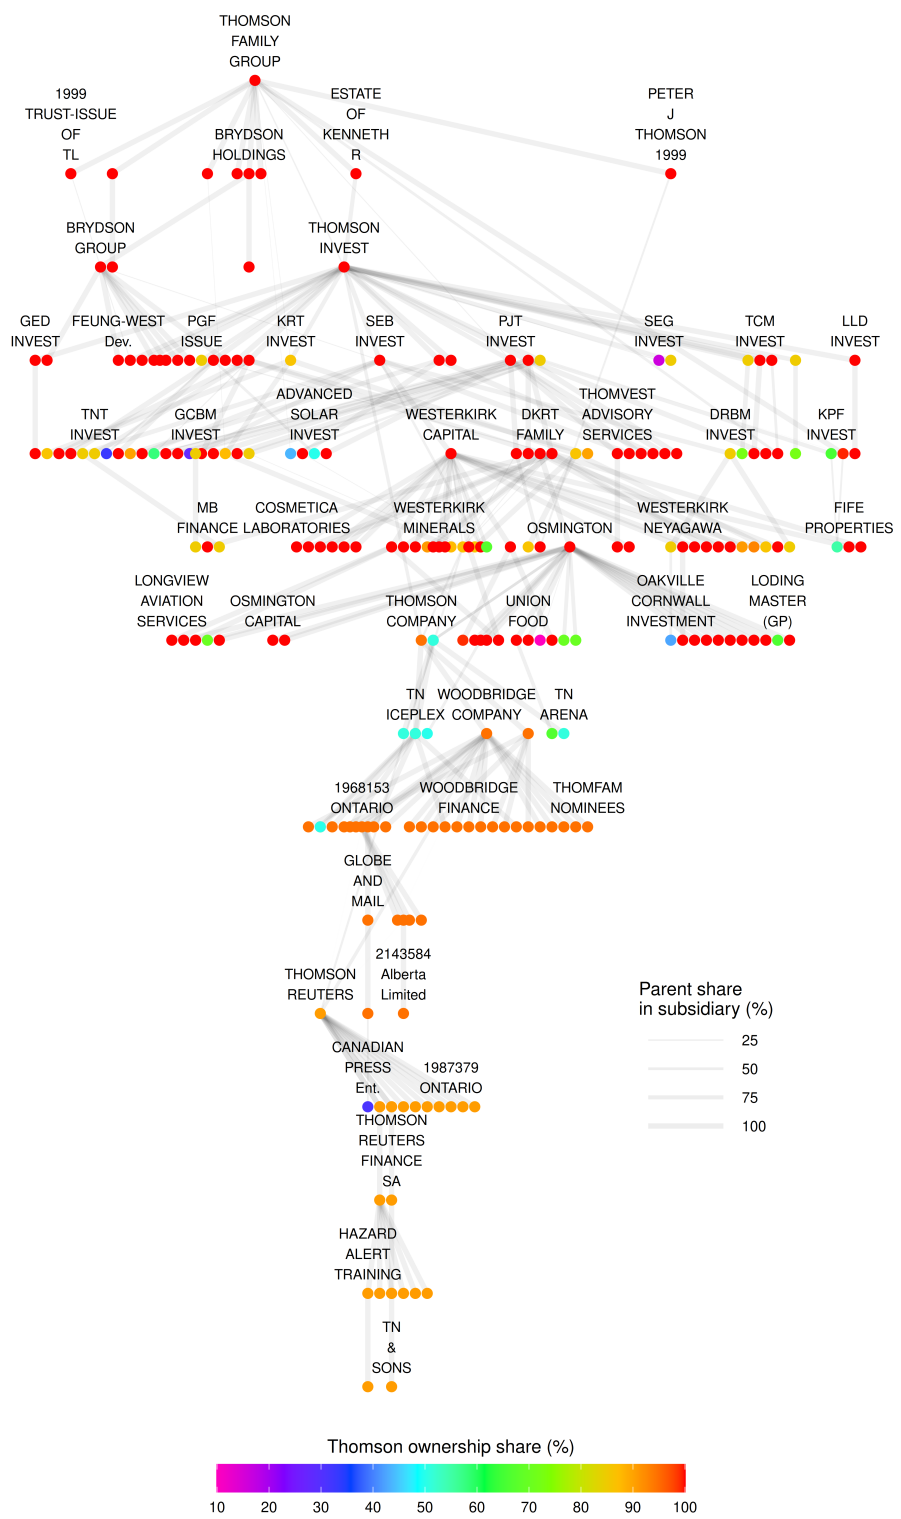 THOMSON
FAMILY
GROUP
1999
TRUST-ISSUE
OF
TL
BRYDSON
HOLDINGS
ESTATE
OF
KENNETH
R
PETER
J
THOMSON
1999
BRYDSON
GROUP
THOMSON
INVEST
GED
INVEST
FEUNG-WEST
Dev.
PGF
ISSUE
KRT
INVEST
SEB
INVEST
PJT
INVEST
SEG
INVEST
TCM
INVEST
LLD
INVEST
TNT
INVEST
GCBM
INVEST
ADVANCED
SOLAR
INVEST
WESTERKIRK
CAPITAL
DKRT
FAMILY
THOMVEST
ADVISORY
SERVICES
DRBM
INVEST
KPF
INVEST
MB
FINANCE
COSMETICA
LABORATORIES
WESTERKIRK
MINERALS
OSMINGTON
WESTERKIRK
NEYAGAWA
FIFE
PROPERTIES
LONGVIEW
AVIATION
SERVICES
OSMINGTON
CAPITAL
THOMSON
COMPANY
UNION
FOOD
OAKVILLE
CORNWALL
INVESTMENT
LODING
MASTER
(GP)
TN
ICEPLEX
WOODBRIDGE
COMPANY
TN
ARENA
1968153
ONTARIO
WOODBRIDGE
FINANCE
THOMFAM
NOMINEES
GLOBE
AND
MAIL
THOMSON
REUTERS
2143584
Alberta
Limited
CANADIAN
PRESS
Ent.
1987379
ONTARIO
THOMSON
REUTERS
FINANCE
SA
HAZARD
ALERT
TRAINING
TN
&
SONS
Parent share
in subsidiary (%)
25
50
75
100
Thomson ownership share (%)
10 20 30 40 50 60 70 80 90 100